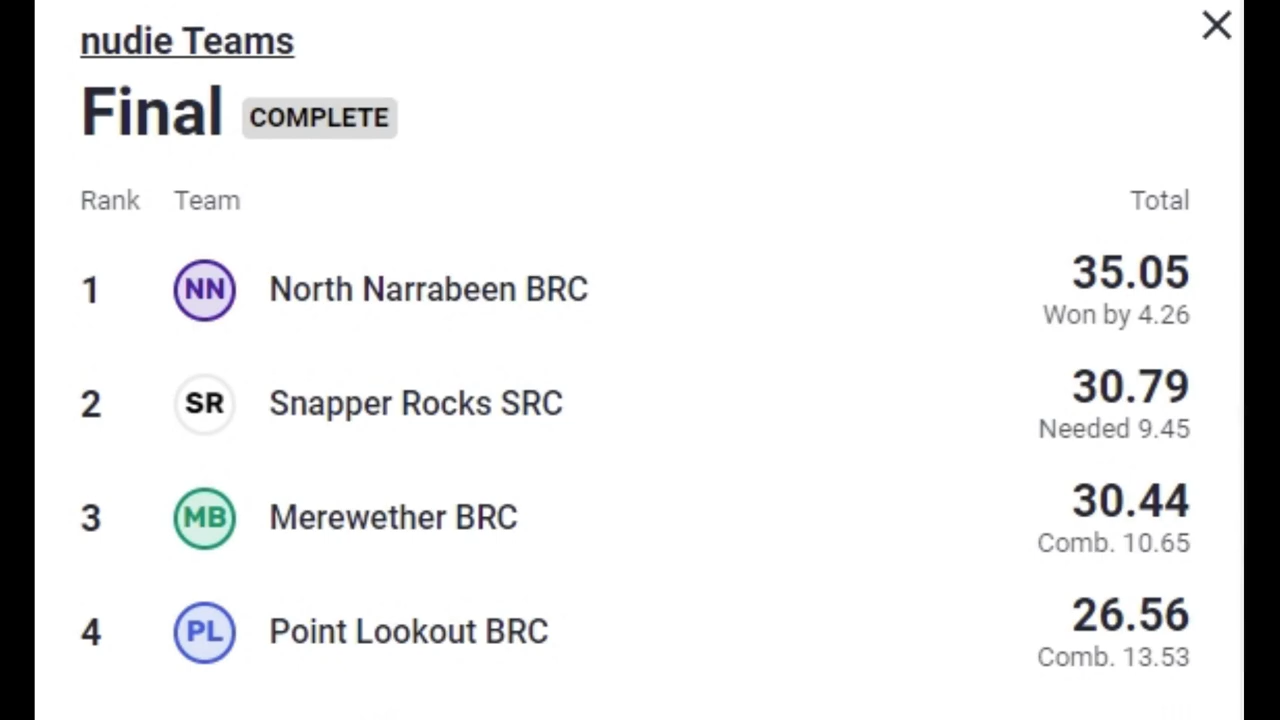 nudie Teams
Final COMPLETE
Rank Team Total
1 NN North Narrabeen BRC 35.05
Won by 4.26
2 SR Snapper Rocks SRC 30.79
Needed 9.45
3 MB Merewether BRC 30.44
Comb. 10.65
4 PL Point Lookout BRC 26.56
Comb. 13.53